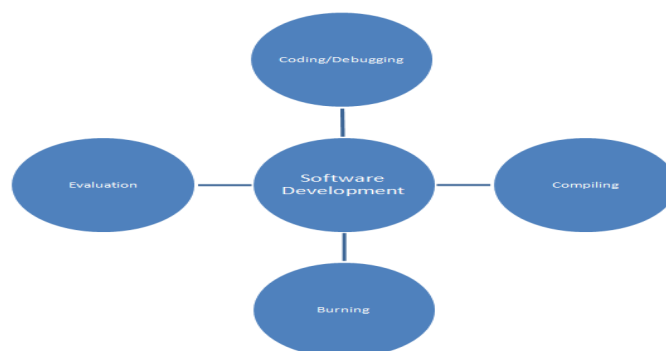 Coding/Debugging
Evaluation
Software
Development
Compiling
Burning